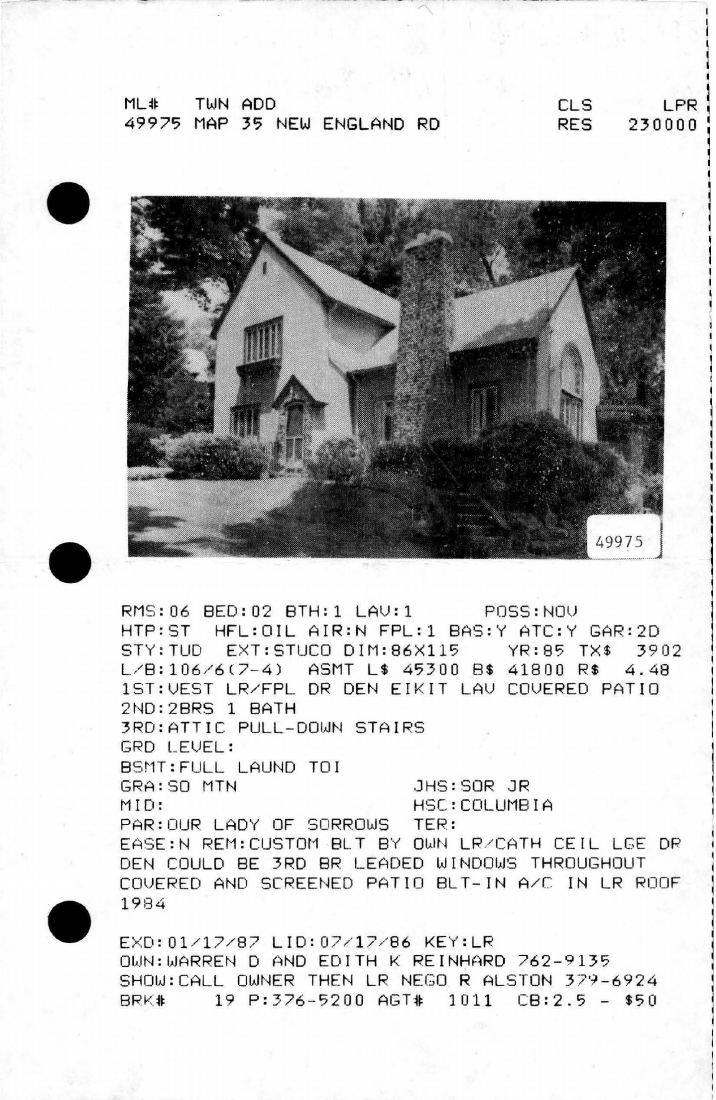 ML# TWN ADD CLS LPR
49975 MAP 35 NEW ENGLAND RD RES 230000
49975
RMS:06 BED:02 BTH:1 LAV:1 POSS:NOV
HTP:ST HFL:OIL AIR:N FPL:1 BAS:Y ATC:Y GAR:2D
STY:TUD EXT:STUCO DIM:86X115 YR:85 TX$ 3902
L/B:106/6(7-4) ASMT L$ 45300 B$ 41800 R$ 4.48
1ST:VEST LR/FPL DR DEN EIKIT LAV COVERED PATIO
2ND:2BRS 1 BATH
3RD:ATTIC PULL-DOWN STAIRS
GRD LEVEL:
BSMT:FULL LAUND TOI
GRA:SO MTN JHS:SOR JR
MID: HSC:COLUMBIA
PAR:OUR LADY OF SORROWS TER:
EASE:N REM:CUSTOM BLT BY OWN LR/CATH CEIL LGE DR
DEN COULD BE 3RD BR LEADED WINDOWS THROUGHOUT
COVERED AND SCREENED PATIO BLT-IN A/C IN LR ROOF
1984
EXD:01/17/87 LID:07/17/86 KEY:LR
OWN:WARREN D AND EDITH K REINHARD 762-9135
SHOW:CALL OWNER THEN LR NEGO R ALSTON 379-6924
BRK# 19 P:376-5200 AGT# 1011 CB:2.5 - $50